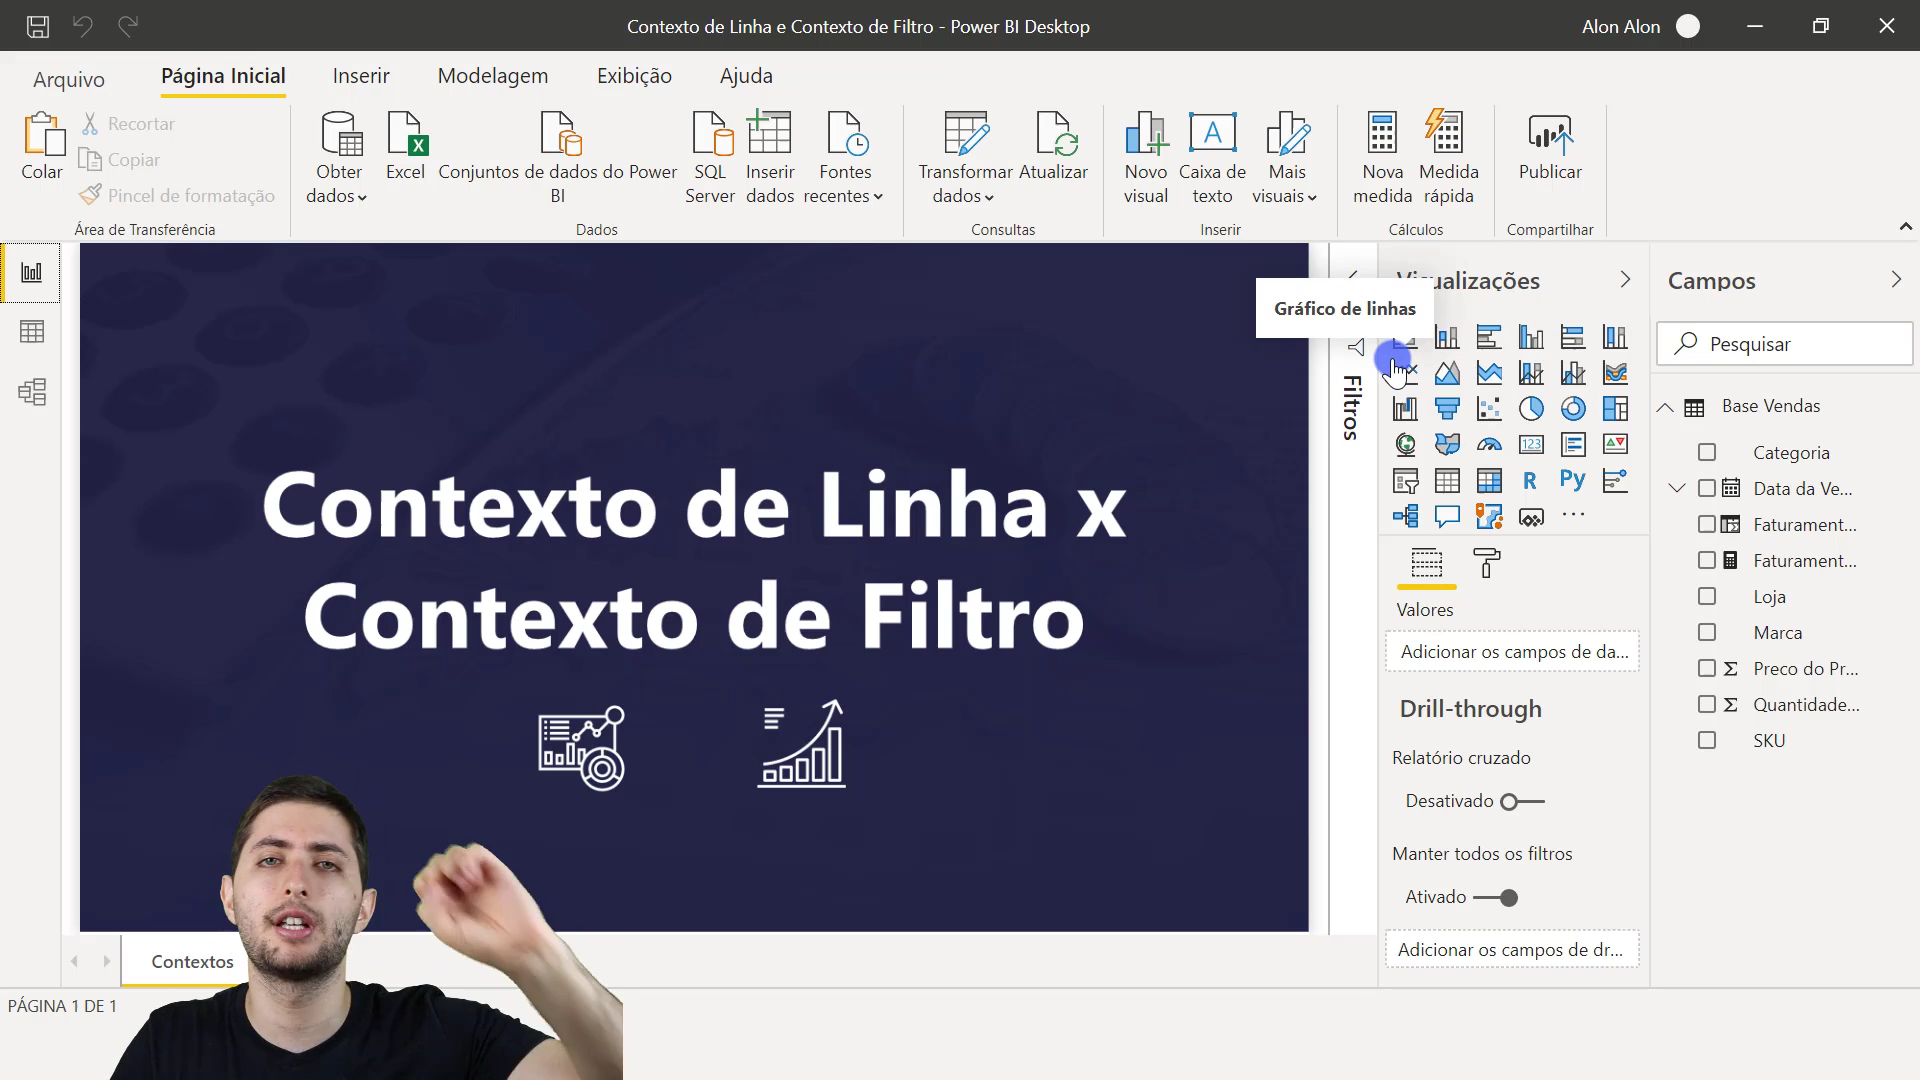 Contexto de Linha e Contexto de Filtro - Power BI Desktop
Alon Alon
Arquivo
Página Inicial
Inserir
Modelagem
Exibição
Ajuda
Colar
Recortar
Copiar
Pincel de formatação
Área de Transferência
Obter
dados
Excel
X
Conjuntos de dados do Power
BI
SQL
Server
Inserir
dados
Fontes
recentes
Dados
Transformar
dados
Atualizar
Consultas
Novo
visual
A
Caixa de
texto
Mais
visuais
Inserir
Nova
medida
Medida
rápida
Cálculos
Publicar
Compartilhar
Contexto de Linha x
Contexto de Filtro
Gráfico de linhas
Filtros
Visualizações
123
R
Py
...
Valores
Adicionar os campos de da...
Drill-through
Relatório cruzado
Desativado
Manter todos os filtros
Ativado
Adicionar os campos de dr...
Campos
Pesquisar
Base Vendas
Categoria
Data da Ve...
Faturament...
Faturament...
Loja
Marca
Σ Preco do Pr...
Σ Quantidade...
SKU
Contextos
PÁGINA 1 DE 1